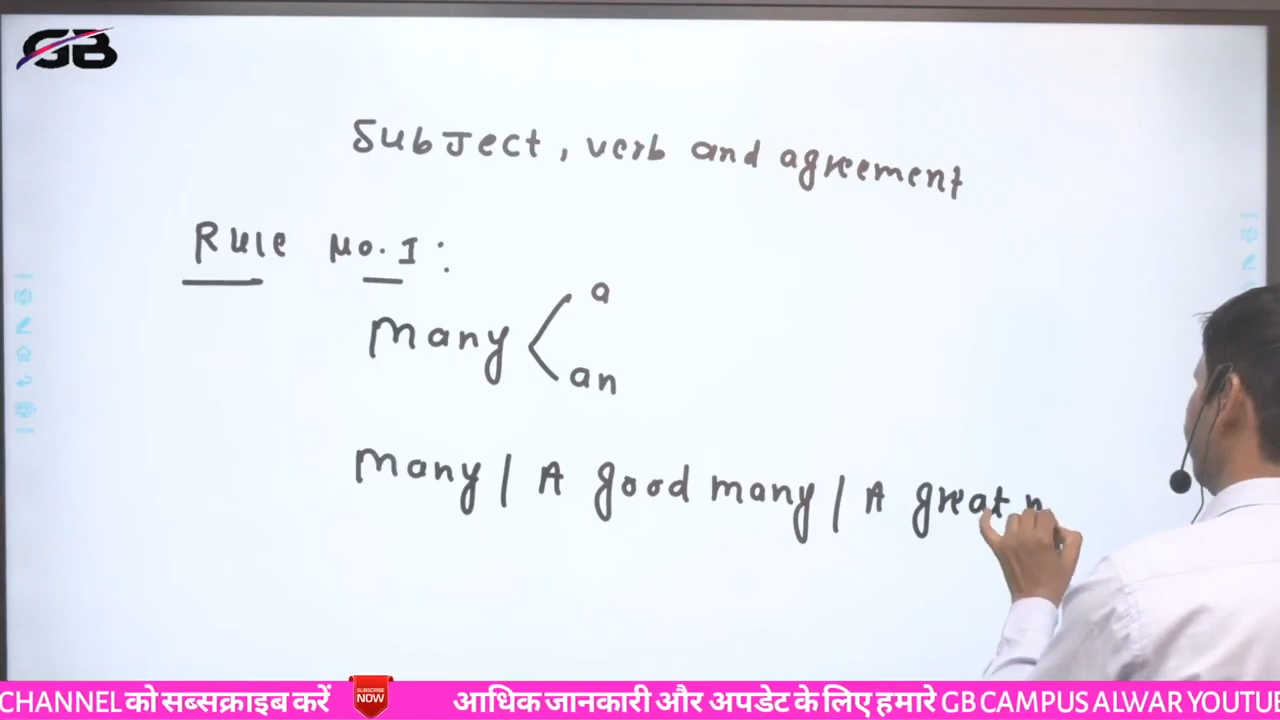 GB
Subject, verb and agreement
Rule No. 1:
a
many
an
many | A good many | A great
CHANNEL को सब्सक्राइब करें SUBSCRIBE NOW आधिक जानकारी और अपडेट के लिए हमारे GB CAMPUS ALWAR YOUTUBE